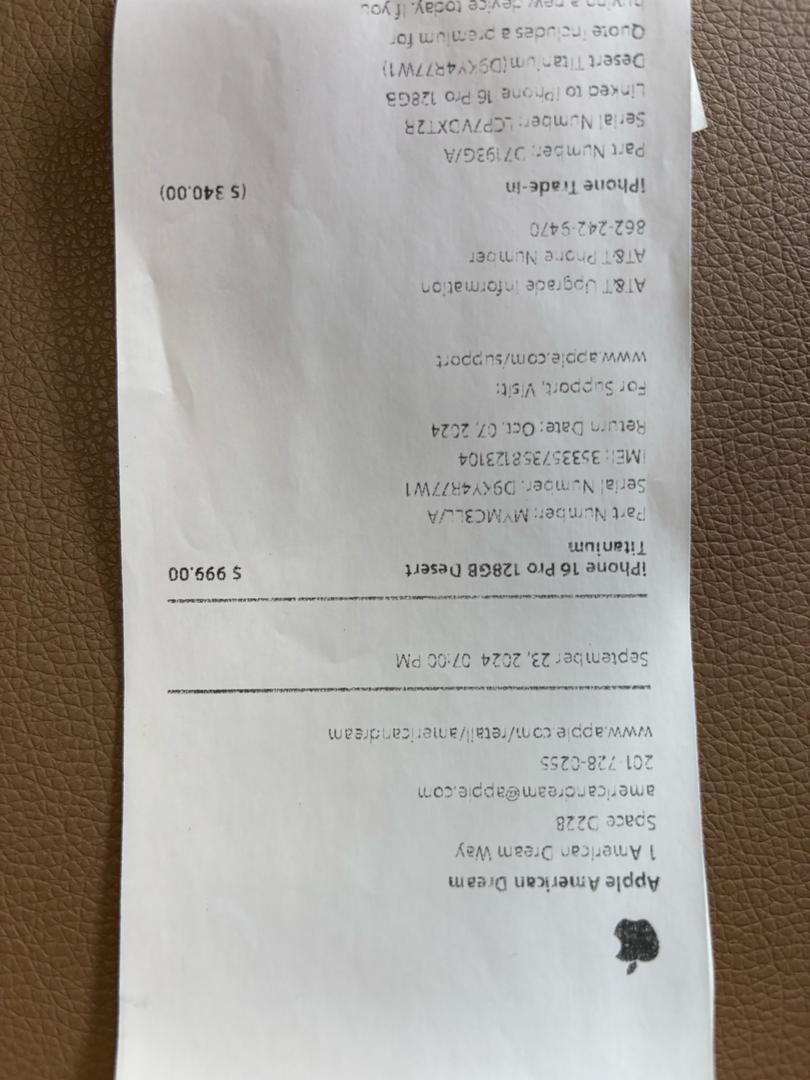 Apple American Dream
1 American Dream Way
Space D228
americandream@apple.com
201-728-0255
www.apple.com/retail/americandream
September 23, 2024 07:00 PM
iPhone 16 Pro 128GB Desert $ 999.00
Titanium
Part Number: MYMC3LL/A
Serial Number: D9KY4R77W1
IMEI: 353357358123104
Return Date: Oct. 07, 2024
For Support, Visit:
www.apple.com/support
AT&T Upgrade Information
AT&T Phone Number
862-242-9470
iPhone Trade-in ($ 340.00)
Part Number: D7193G/A
Serial Number: LCP7VDXT2R
Linked to iPhone 16 Pro 128GB
Desert Titanium(D9KY4R77W1)
Quote includes a premium for
buying a new device today. If you